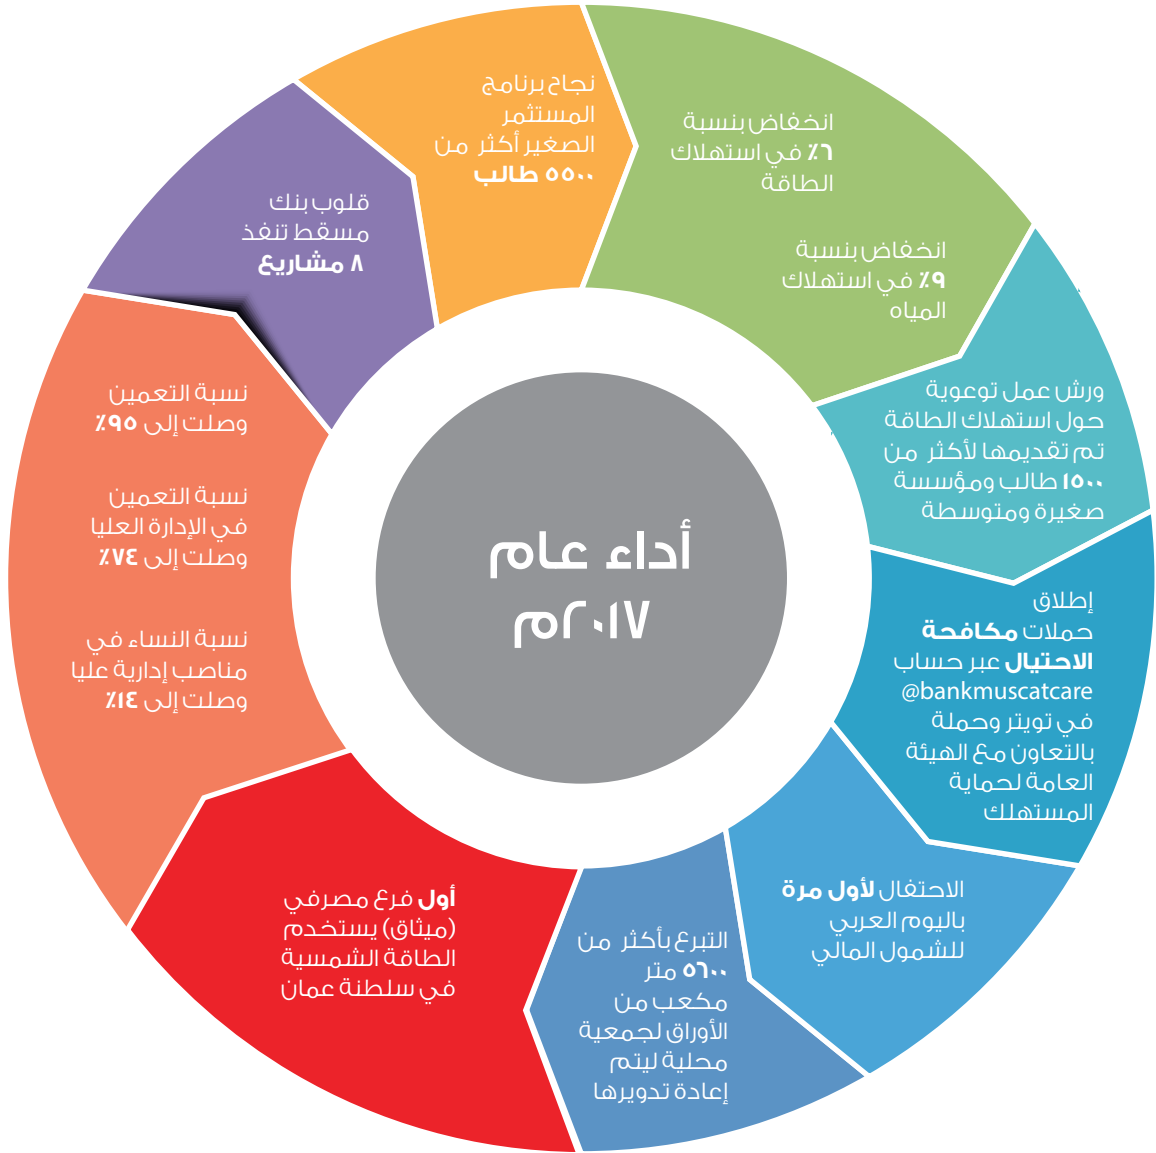 أداء عام
٢٠١٧م
انخفاض بنسبة
٦٪ في استهلاك
الطاقة
انخفاض بنسبة
٩٪ في استهلاك
المياه
ورش عمل توعوية
حول استهلاك الطاقة
تم تقديمها لأكثر من
١٥٠٠ طالب ومؤسسة
صغيرة ومتوسطة
إطلاق
حملات مكافحة
الاحتيال عبر حساب
@bankmuscatcare
في تويتر وحملة
بالتعاون مع الهيئة
العامة لحماية
المستهلك
الاحتفال لأول مرة
باليوم العربي
للشمول المالي
التبرع بأكثر من
٥٦٠٠ متر
مكعب من
الأوراق لجمعية
محلية ليتم
إعادة تدويرها
أول فرع مصرفي
(ميثاق) يستخدم
الطاقة الشمسية
في سلطنة عمان
نسبة التعمين
وصلت إلى ٩٥٪
نسبة التعمين
في الإدارة العليا
وصلت إلى ٧٤٪
نسبة النساء في
مناصب إدارية عليا
وصلت إلى ١٤٪
قلوب بنك
مسقط تنفذ
٨ مشاريع
نجاح برنامج
المستثمر
الصغير أكثر من
٥٥٠٠ طالب